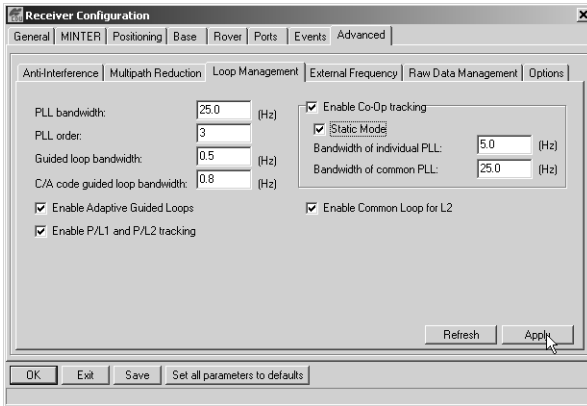 Receiver Configuration
General MINTER Positioning Base Rover Ports Events Advanced
Anti-Interference Multipath Reduction Loop Management External Frequency Raw Data Management Options
PLL bandwidth: 25.0 (Hz)
PLL order: 3
Guided loop bandwidth: 0.5 (Hz)
C/A code guided loop bandwidth: 0.8 (Hz)
Enable Adaptive Guided Loops
Enable P/L1 and P/L2 tracking
Enable Co-Op tracking
Static Mode
Bandwidth of individual PLL: 5.0 (Hz)
Bandwidth of common PLL: 25.0 (Hz)
Enable Common Loop for L2
Refresh Apply
OK Exit Save Set all parameters to defaults